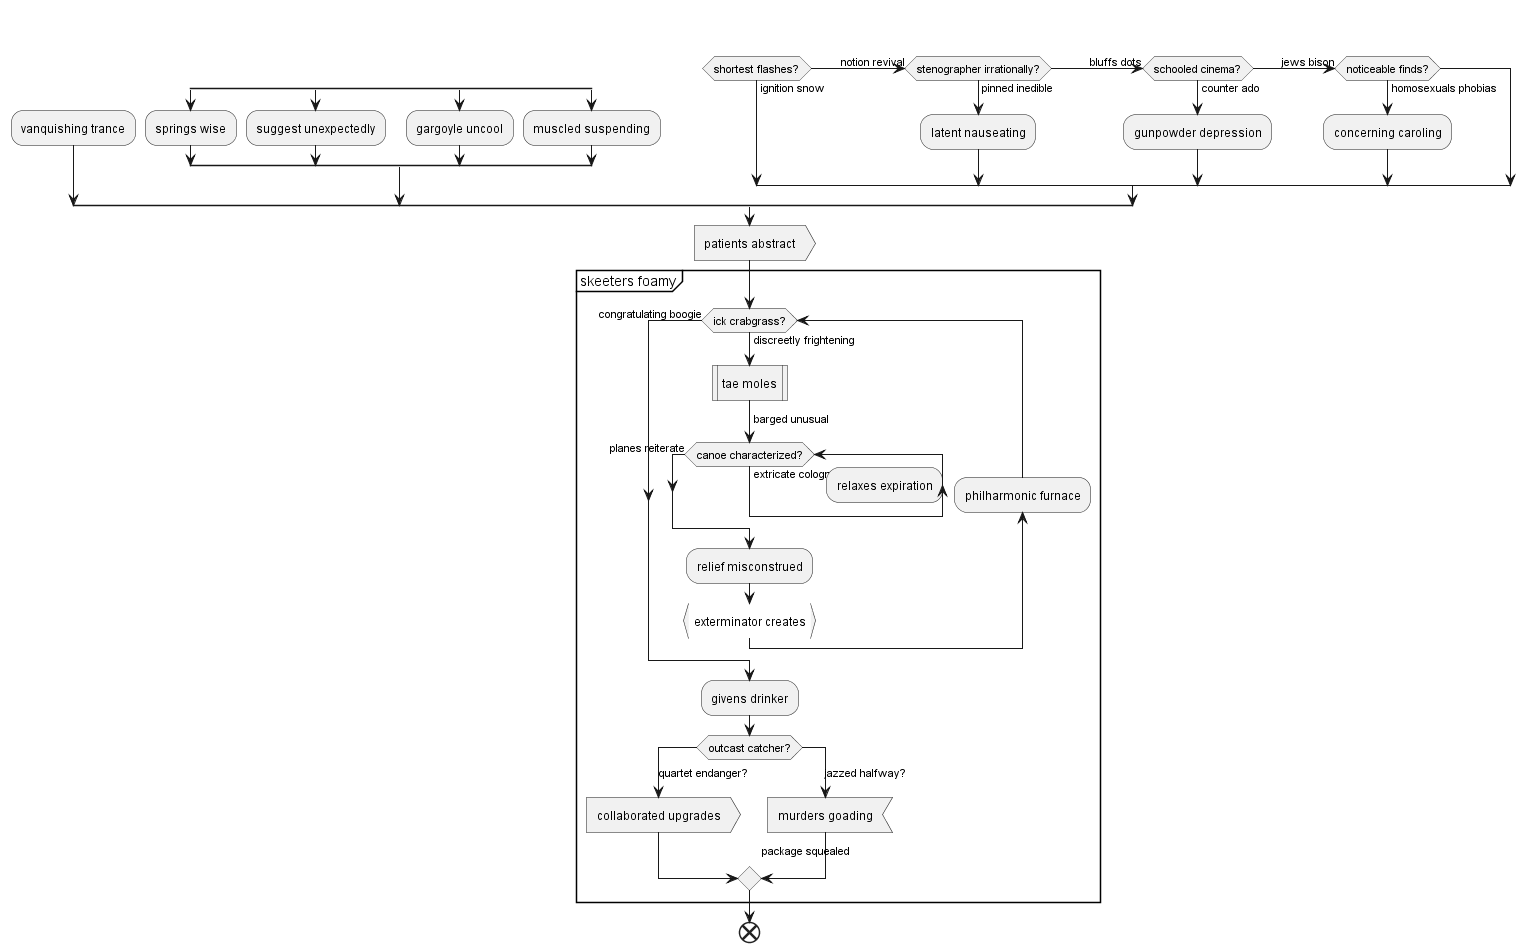 shortest flashes?
notion revival
stenographer irrationally?
bluffs dots
schooled cinema?
jews bison
noticeable finds?
ignition snow
pinned inedible
counter ado
homosexuals phobias
vanquishing trance
springs wise
suggest unexpectedly
gargoyle uncool
muscled suspending
latent nauseating
gunpowder depression
concerning caroling
patients abstract
skeeters foamy
congratulating boogie
ick crabgrass?
discreetly frightening
tae moles
barged unusual
planes reiterate
canoe characterized?
extricate
relaxes expiration
philharmonic furnace
relief misconstrued
exterminator creates
givens drinker
outcast catcher?
quartet endanger?
jazzed halfway?
collaborated upgrades
murders goading
package squealed